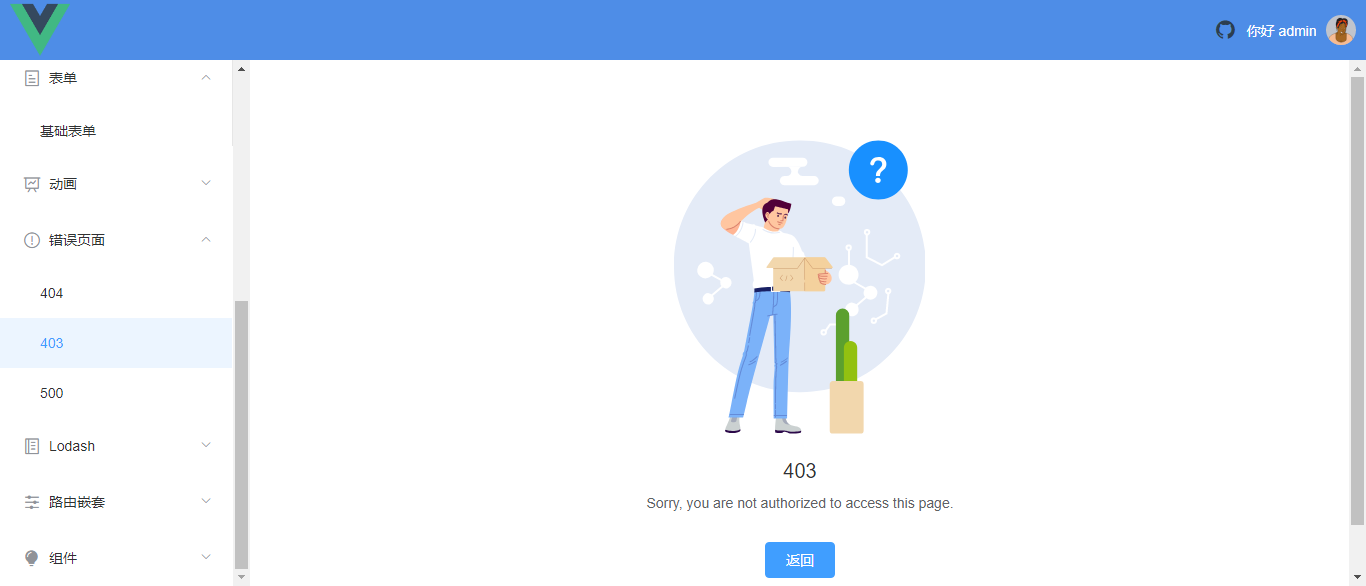 你好 admin
表单
基础表单
动画
错误页面
404
403
500
Lodash
路由嵌套
组件
?
403
Sorry, you are not authorized to access this page.
返回